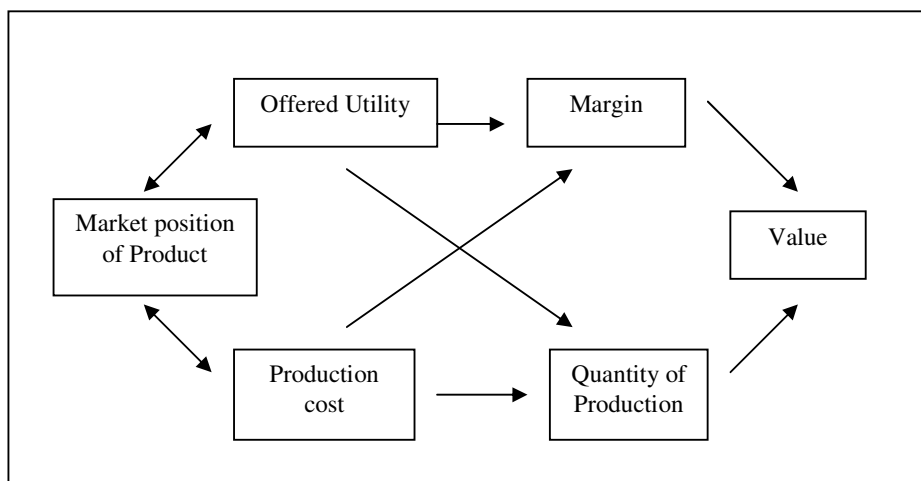 Offered Utility
Margin
Market position
of Product
Value
Production
cost
Quantity of
Production